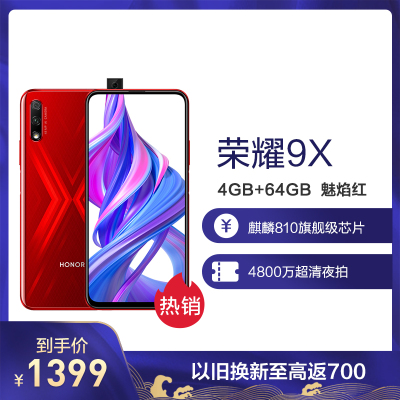 荣耀9X
4GB+64GB 魅焰红
¥ 麒麟810旗舰级芯片
4800万超清夜拍
HONOR
热销
到手价
¥1399
以旧换新至高返700